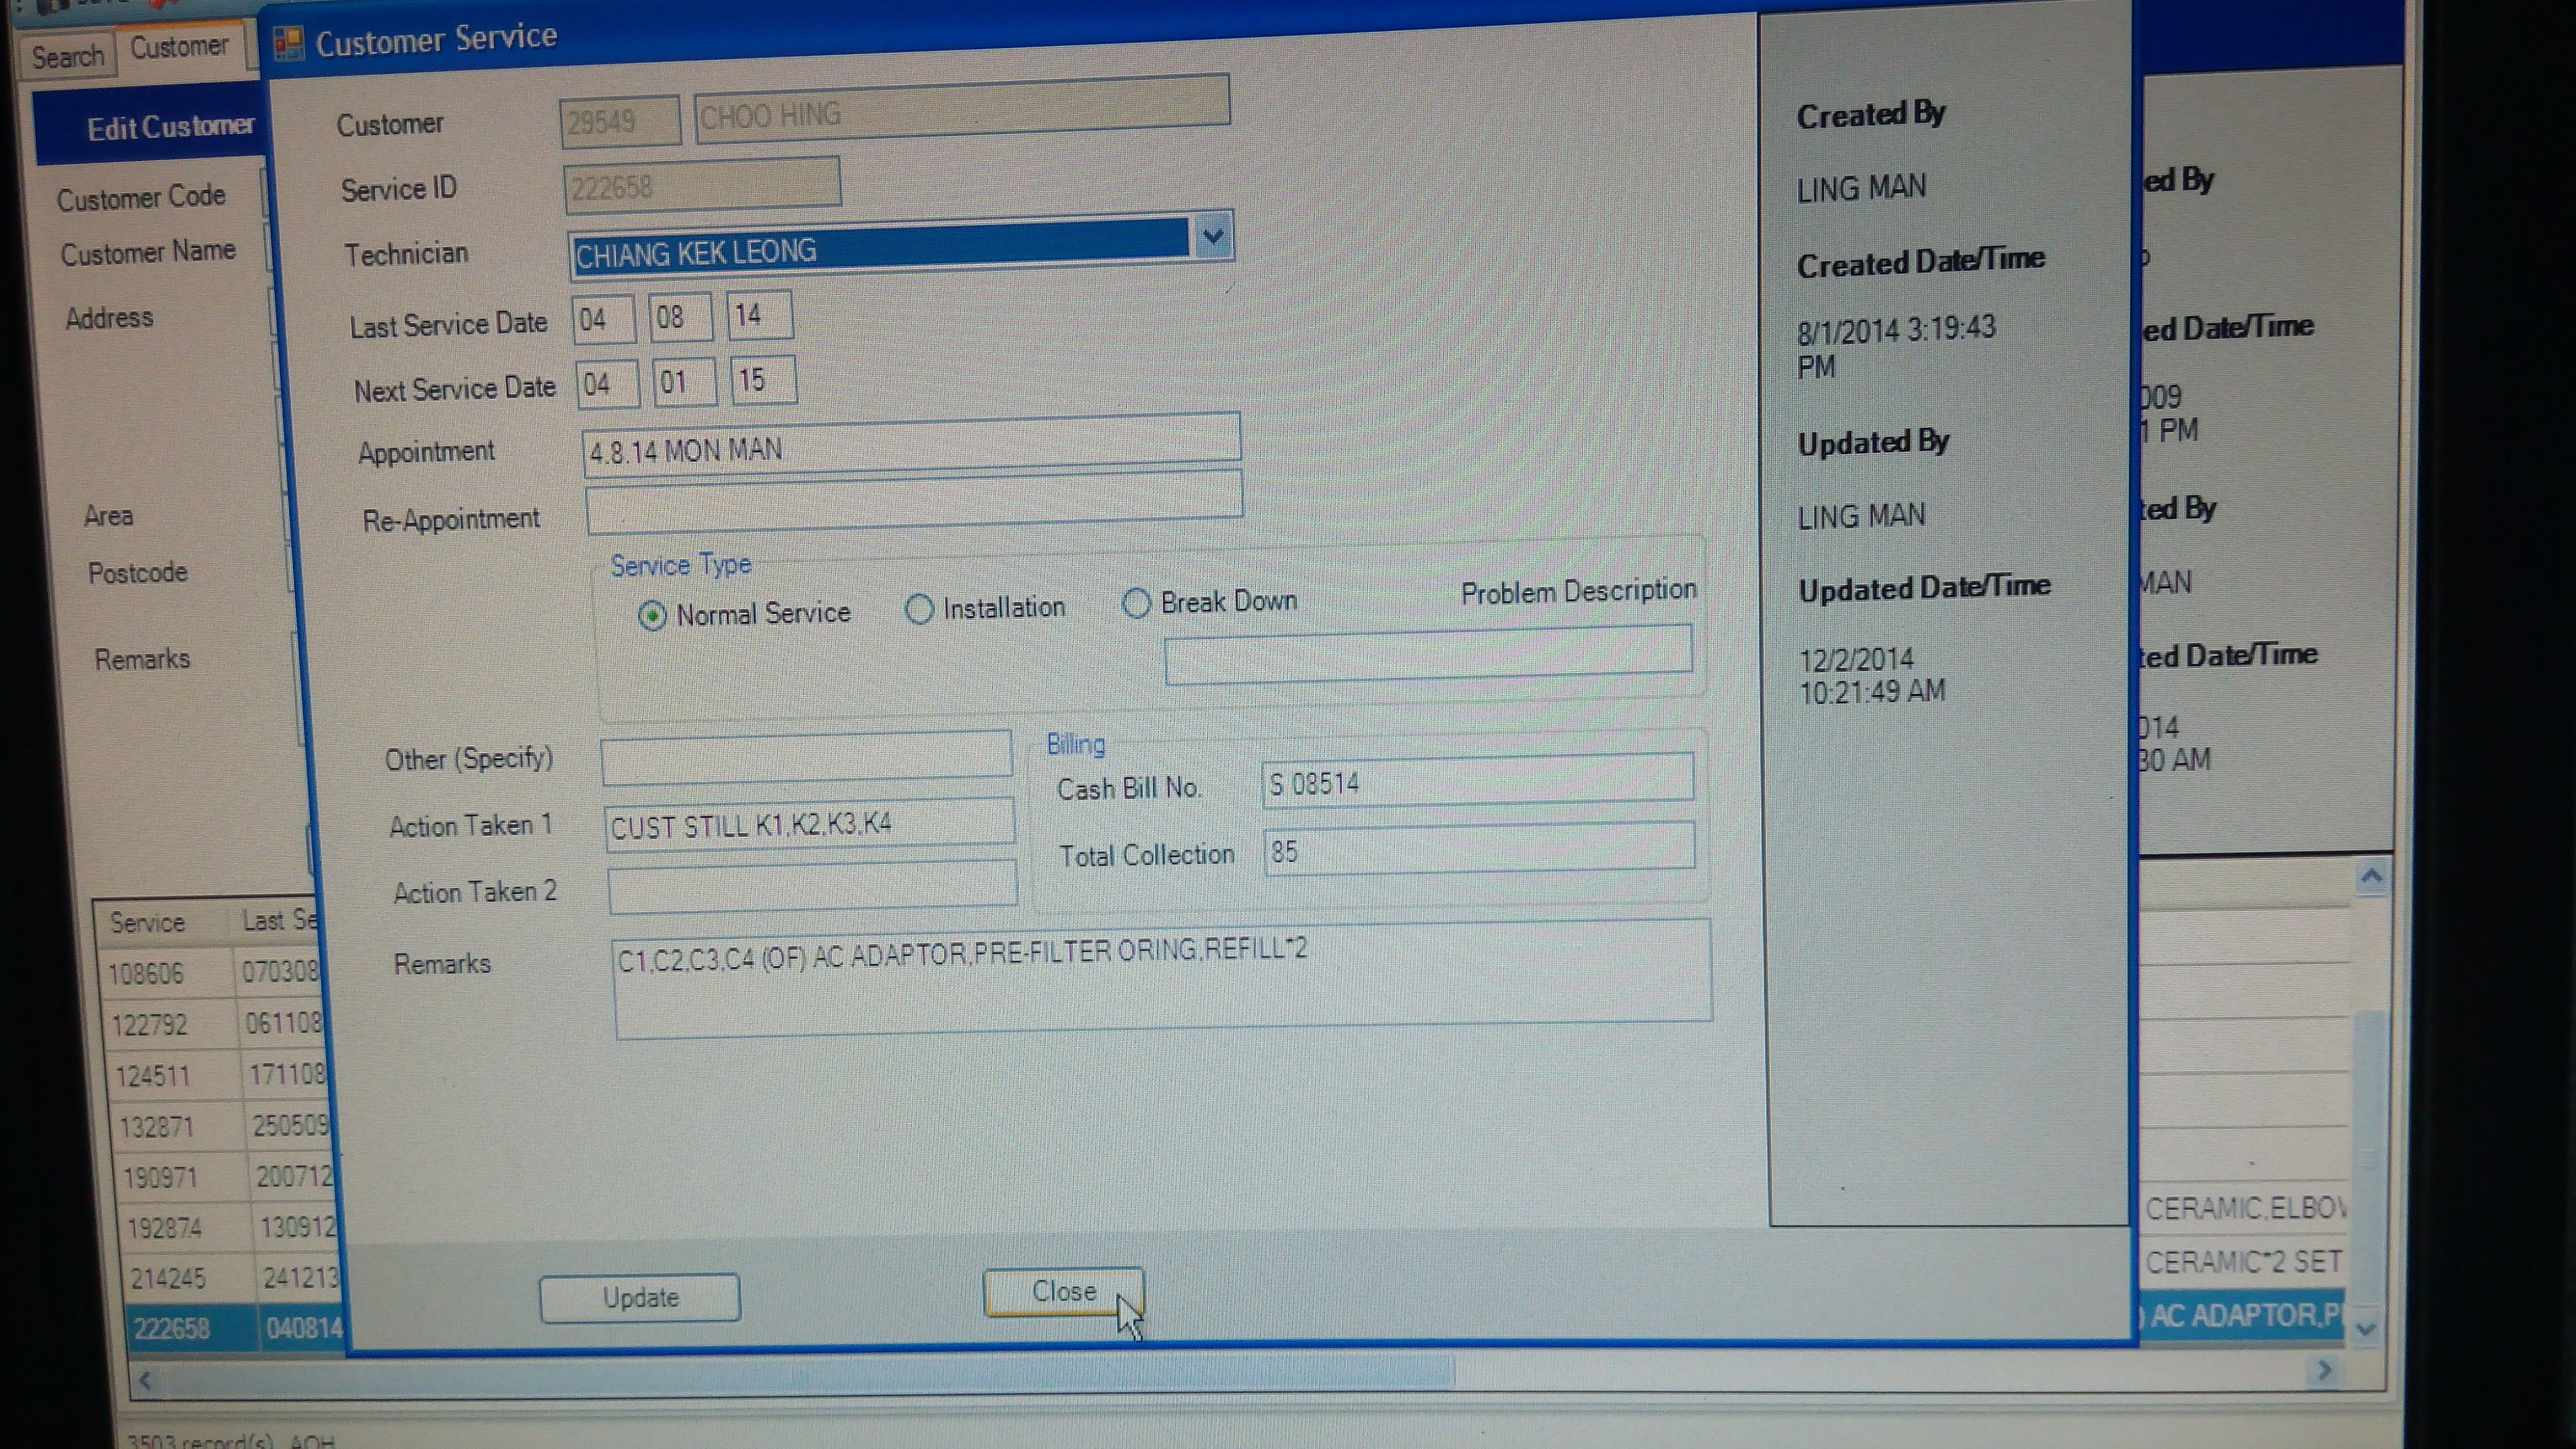 Search
Customer
Customer Service
Edit Customer
Customer Code
Customer Name
Address
Area
Postcode
Remarks
Customer
29549
CHOO HING
Service ID
222658
Technician
CHIANG KEK LEONG
Last Service Date
04 08 14
Next Service Date
04 01 15
Appointment
4.8.14 MON MAN
Re-Appointment
Service Type
Normal Service
Installation
Break Down
Problem Description
Other (Specify)
Action Taken 1
CUST STILL K1,K2,K3,K4
Action Taken 2
Billing
Cash Bill No.
S 08514
Total Collection
85
Remarks
C1,C2,C3,C4 (OF) AC ADAPTOR,PRE-FILTER ORING,REFILL*2
Update
Close
Created By
LING MAN
Created Date/Time
8/1/2014 3:19:43
PM
Updated By
LING MAN
Updated Date/Time
12/2/2014
10:21:49 AM
ed By
ed Date/Time
009
1 PM
ted By
MAN
ted Date/Time
014
30 AM
Service Last Se
108606 070308
122792 061108
124511 171108
132871 250509
190971 200712
192874 130912
214245 241213
222658 040814
CERAMIC,ELBOW
CERAMIC*2 SET
) AC ADAPTOR,P
3503 record(s) AOH